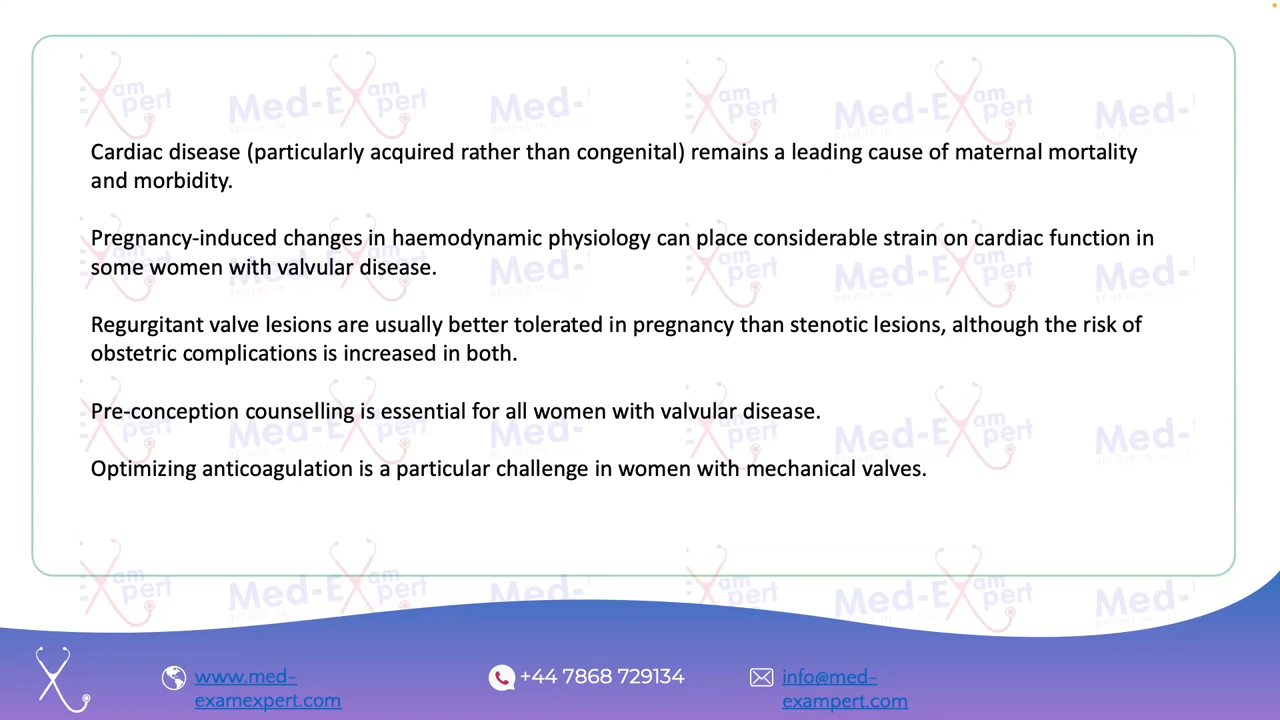 Cardiac disease (particularly acquired rather than congenital) remains a leading cause of maternal mortality
and morbidity.
Pregnancy-induced changes in haemodynamic physiology can place considerable strain on cardiac function in
some women with valvular disease.
Regurgitant valve lesions are usually better tolerated in pregnancy than stenotic lesions, although the risk of
obstetric complications is increased in both.
Pre-conception counselling is essential for all women with valvular disease.
Optimizing anticoagulation is a particular challenge in women with mechanical valves.
www.med-
examexpert.com
+44 7868 729134
info@med-
exampert.com